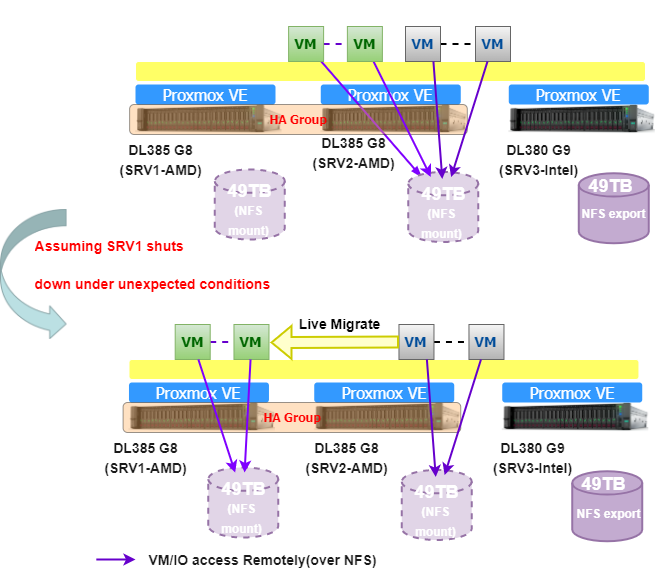 VM VM VM VM
Proxmox VE Proxmox VE Proxmox VE
HA Group
DL385 G8
(SRV1-AMD)
DL385 G8
(SRV2-AMD)
DL380 G9
(SRV3-Intel)
49TB
(NFS
mount)
49TB
(NFS
mount)
49TB
NFS export
Assuming SRV1 shuts
down under unexpected conditions
Live Migrate
VM VM VM VM
Proxmox VE Proxmox VE Proxmox VE
HA Group
DL385 G8
(SRV1-AMD)
DL385 G8
(SRV2-AMD)
DL380 G9
(SRV3-Intel)
49TB
(NFS
mount)
49TB
(NFS
mount)
49TB
NFS export
VM/IO access Remotely(over NFS)